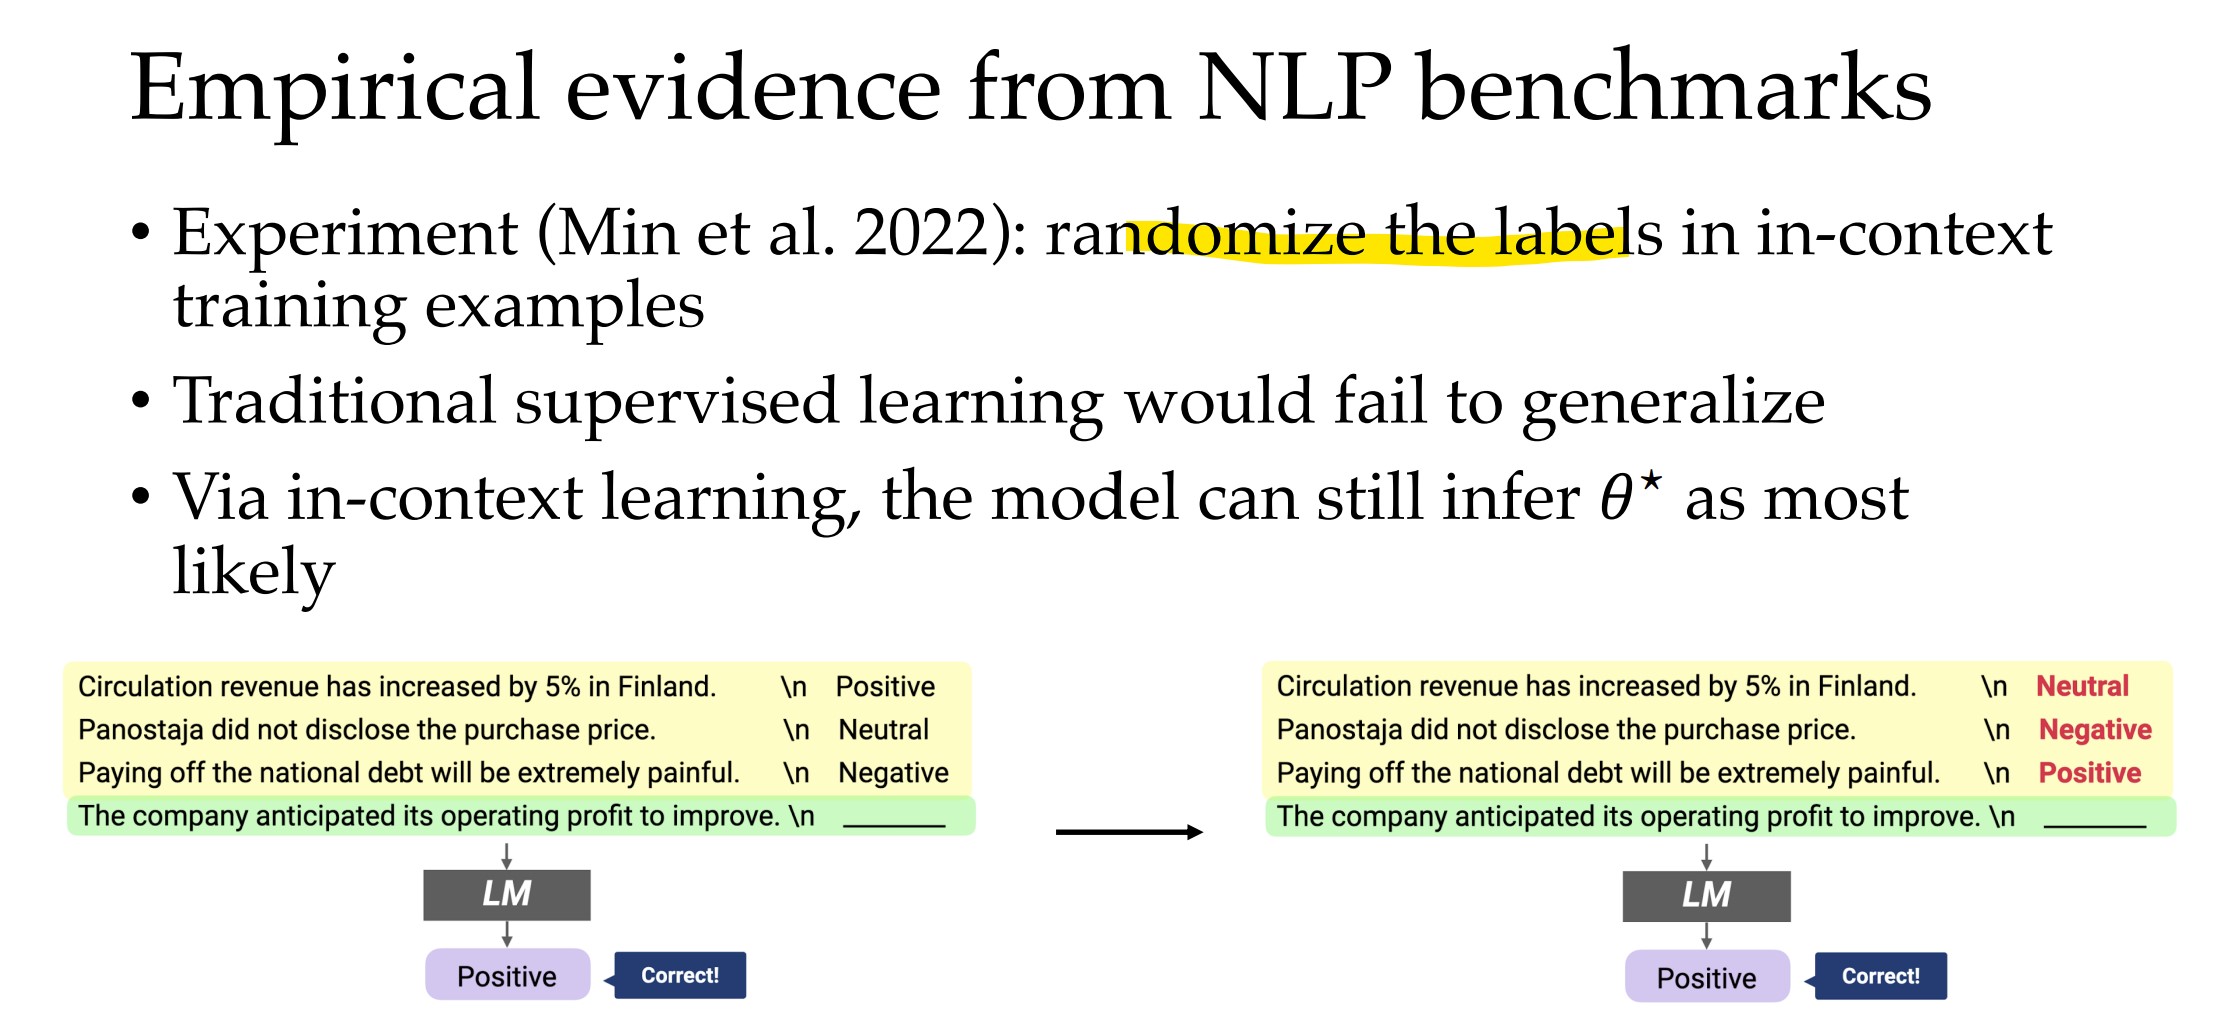 Empirical evidence from NLP benchmarks
• Experiment (Min et al. 2022): randomize the labels in in-context
training examples
• Traditional supervised learning would fail to generalize
• Via in-context learning, the model can still infer θ⋆ as most
likely
Circulation revenue has increased by 5% in Finland. \n Positive
Panostaja did not disclose the purchase price. \n Neutral
Paying off the national debt will be extremely painful. \n Negative
The company anticipated its operating profit to improve. \n ________
LM
Positive
Correct!
Circulation revenue has increased by 5% in Finland. \n Neutral
Panostaja did not disclose the purchase price. \n Negative
Paying off the national debt will be extremely painful. \n Positive
The company anticipated its operating profit to improve. \n ________
LM
Positive
Correct!